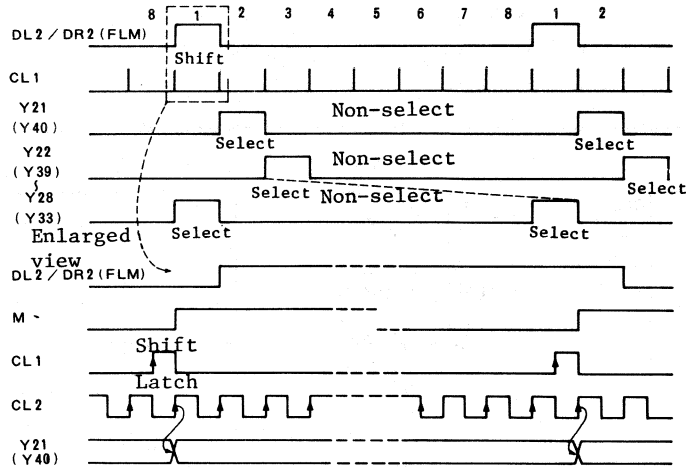 8 1 2 3 4 5 6 7 8 1 2
DL2/DR2(FLM)
Shift
CL1
Y21
(Y40)
Non-select
Select
Select
Y22
(Y39)
Non-select
Select
Select
Y28
(Y33)
Non-select
Select
Select
Enlarged
view
DL2/DR2(FLM)
M
CL1
Shift
Latch
CL2
Y21
(Y40)